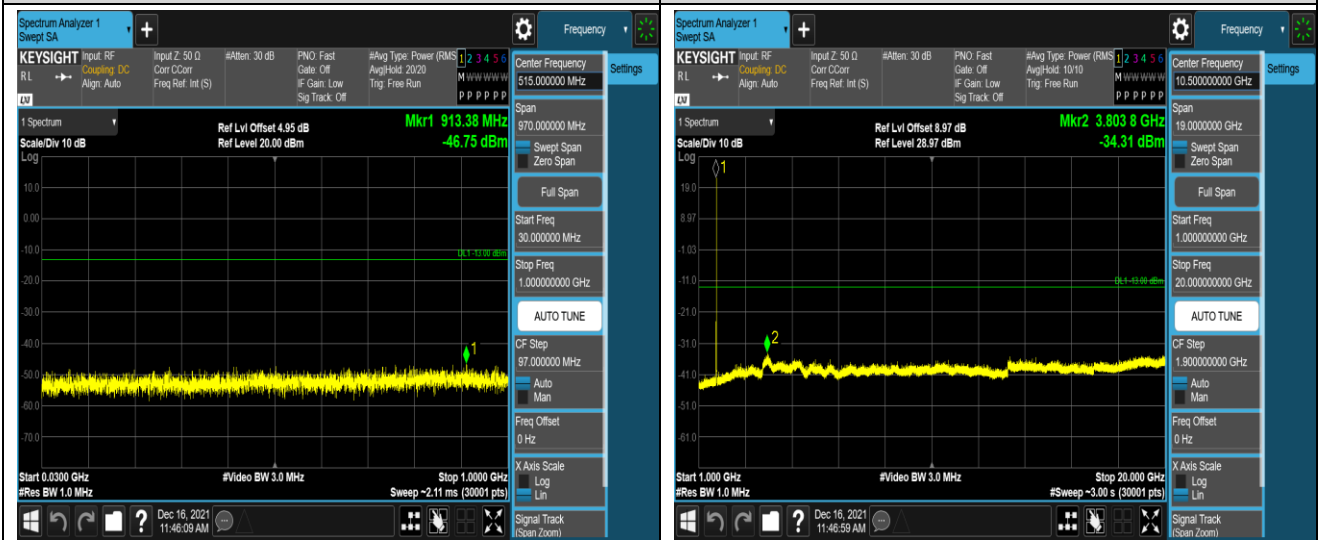 Spectrum Analyzer 1
Swept SA
+
Frequency
KEYSIGHT
Input: RF
Coupling: DC
Align: Auto
Input Z: 50 Ω
Corr CCorr
Freq Ref: Int (S)
#Atten: 30 dB
PNO: Fast
Gate: Off
IF Gain: Low
Sig Track: Off
#Avg Type: Power (RMS
Avg|Hold: 20/20
Trig: Free Run
1 2 3 4 5 6
M W W W W W
P P P P P P
RL
LXI
1 Spectrum
Scale/Div 10 dB
Log
Ref Lvl Offset 4.95 dB
Ref Level 20.00 dBm
Mkr1 913.38 MHz
-46.75 dBm
10.0
0.00
-10.0
DL1 -13.00 dBm
-20.0
-30.0
-40.0
1
-50.0
-60.0
-70.0
Start 0.0300 GHz
#Res BW 1.0 MHz
#Video BW 3.0 MHz
Stop 1.0000 GHz
Sweep ~2.11 ms (30001 pts)
Center Frequency
515.000000 MHz
Settings
Span
970.000000 MHz
Swept Span
Zero Span
Full Span
Start Freq
30.000000 MHz
Stop Freq
1.000000000 GHz
AUTO TUNE
CF Step
97.000000 MHz
Auto
Man
Freq Offset
0 Hz
X Axis Scale
Log
Lin
Signal Track
(Span Zoom)
?
Dec 16, 2021
11:46:09 AM
Spectrum Analyzer 1
Swept SA
+
Frequency
KEYSIGHT
Input: RF
Coupling: DC
Align: Auto
Input Z: 50 Ω
Corr CCorr
Freq Ref: Int (S)
#Atten: 30 dB
PNO: Fast
Gate: Off
IF Gain: Low
Sig Track: Off
#Avg Type: Power (RMS
Avg|Hold: 10/10
Trig: Free Run
1 2 3 4 5 6
M W W W W W
P P P P P P
RL
LXI
1 Spectrum
Scale/Div 10 dB
Log
Ref Lvl Offset 8.97 dB
Ref Level 28.97 dBm
Mkr2 3.803 8 GHz
-34.31 dBm
1
19.0
8.97
-1.03
-11.0
DL1 -13.00 dBm
-21.0
-31.0
2
-41.0
-51.0
-61.0
Start 1.000 GHz
#Res BW 1.0 MHz
#Video BW 3.0 MHz
Stop 20.000 GHz
#Sweep ~3.00 s (30001 pts)
Center Frequency
10.500000000 GHz
Settings
Span
19.0000000 GHz
Swept Span
Zero Span
Full Span
Start Freq
1.000000000 GHz
Stop Freq
20.000000000 GHz
AUTO TUNE
CF Step
1.900000000 GHz
Auto
Man
Freq Offset
0 Hz
X Axis Scale
Log
Lin
Signal Track
(Span Zoom)
?
Dec 16, 2021
11:46:59 AM